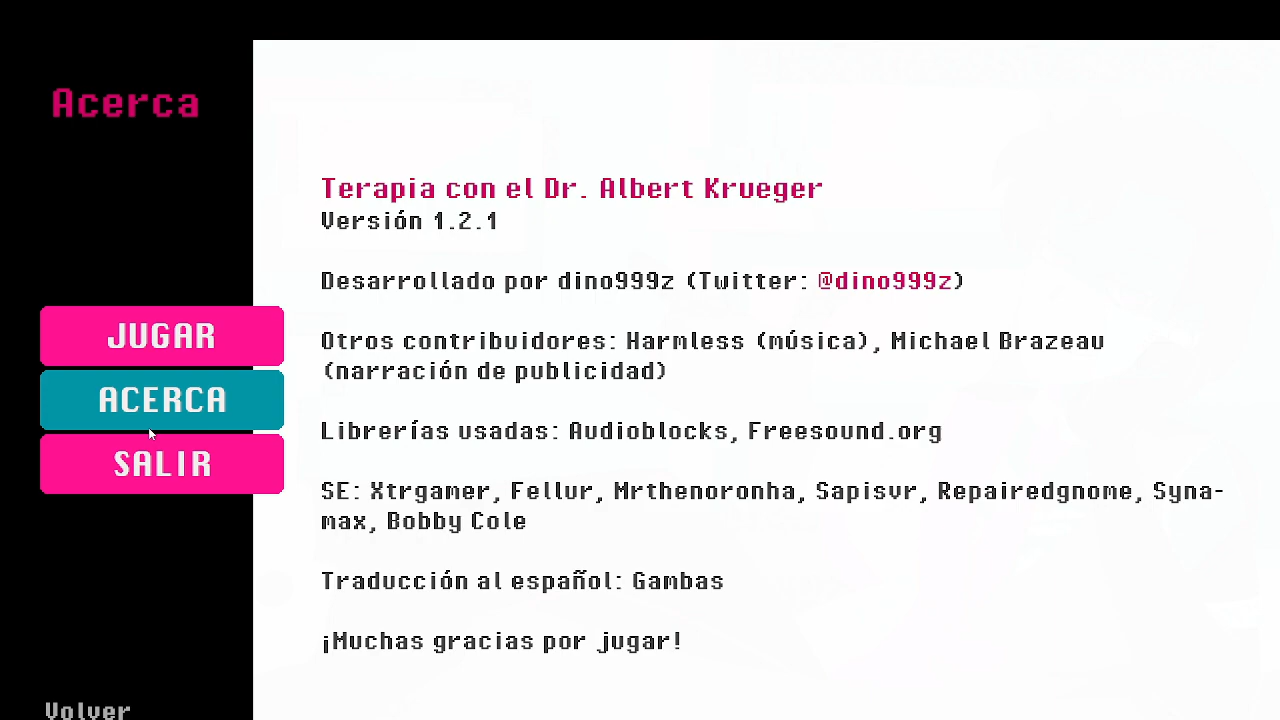 Acerca
Terapia con el Dr. Albert Krueger
Versión 1.2.1
Desarrollado por dino999z (Twitter: @dino999z)
JUGAR
Otros contribuidores: Harmless (música), Michael Brazeau
(narración de publicidad)
ACERCA
Librerías usadas: Audioblocks, Freesound.org
SALIR
SE: Xtrgamer, Fellur, Mrthenoronha, Sapisvr, Repairedgnome, Syna-
max, Bobby Cole
Traducción al español: Gambas
¡Muchas gracias por jugar!
Volver